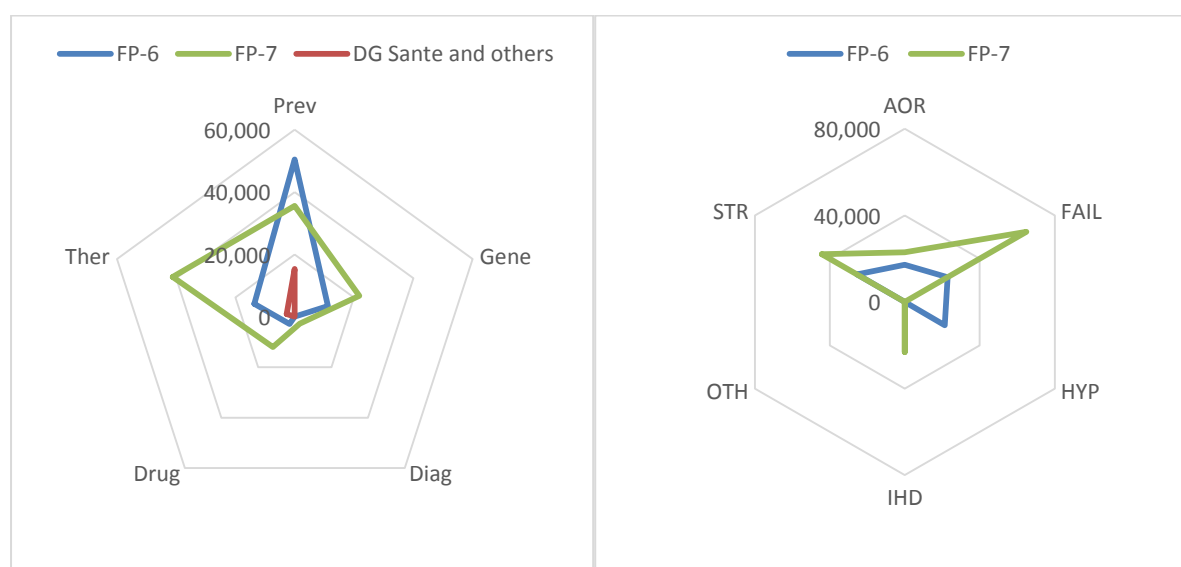 FP-6 FP-7 DG Sante and others
Prev
60,000
40,000
20,000
0
Ther
Gene
Drug
Diag
FP-6 FP-7
AOR
80,000
40,000
0
STR
FAIL
OTH
HYP
IHD